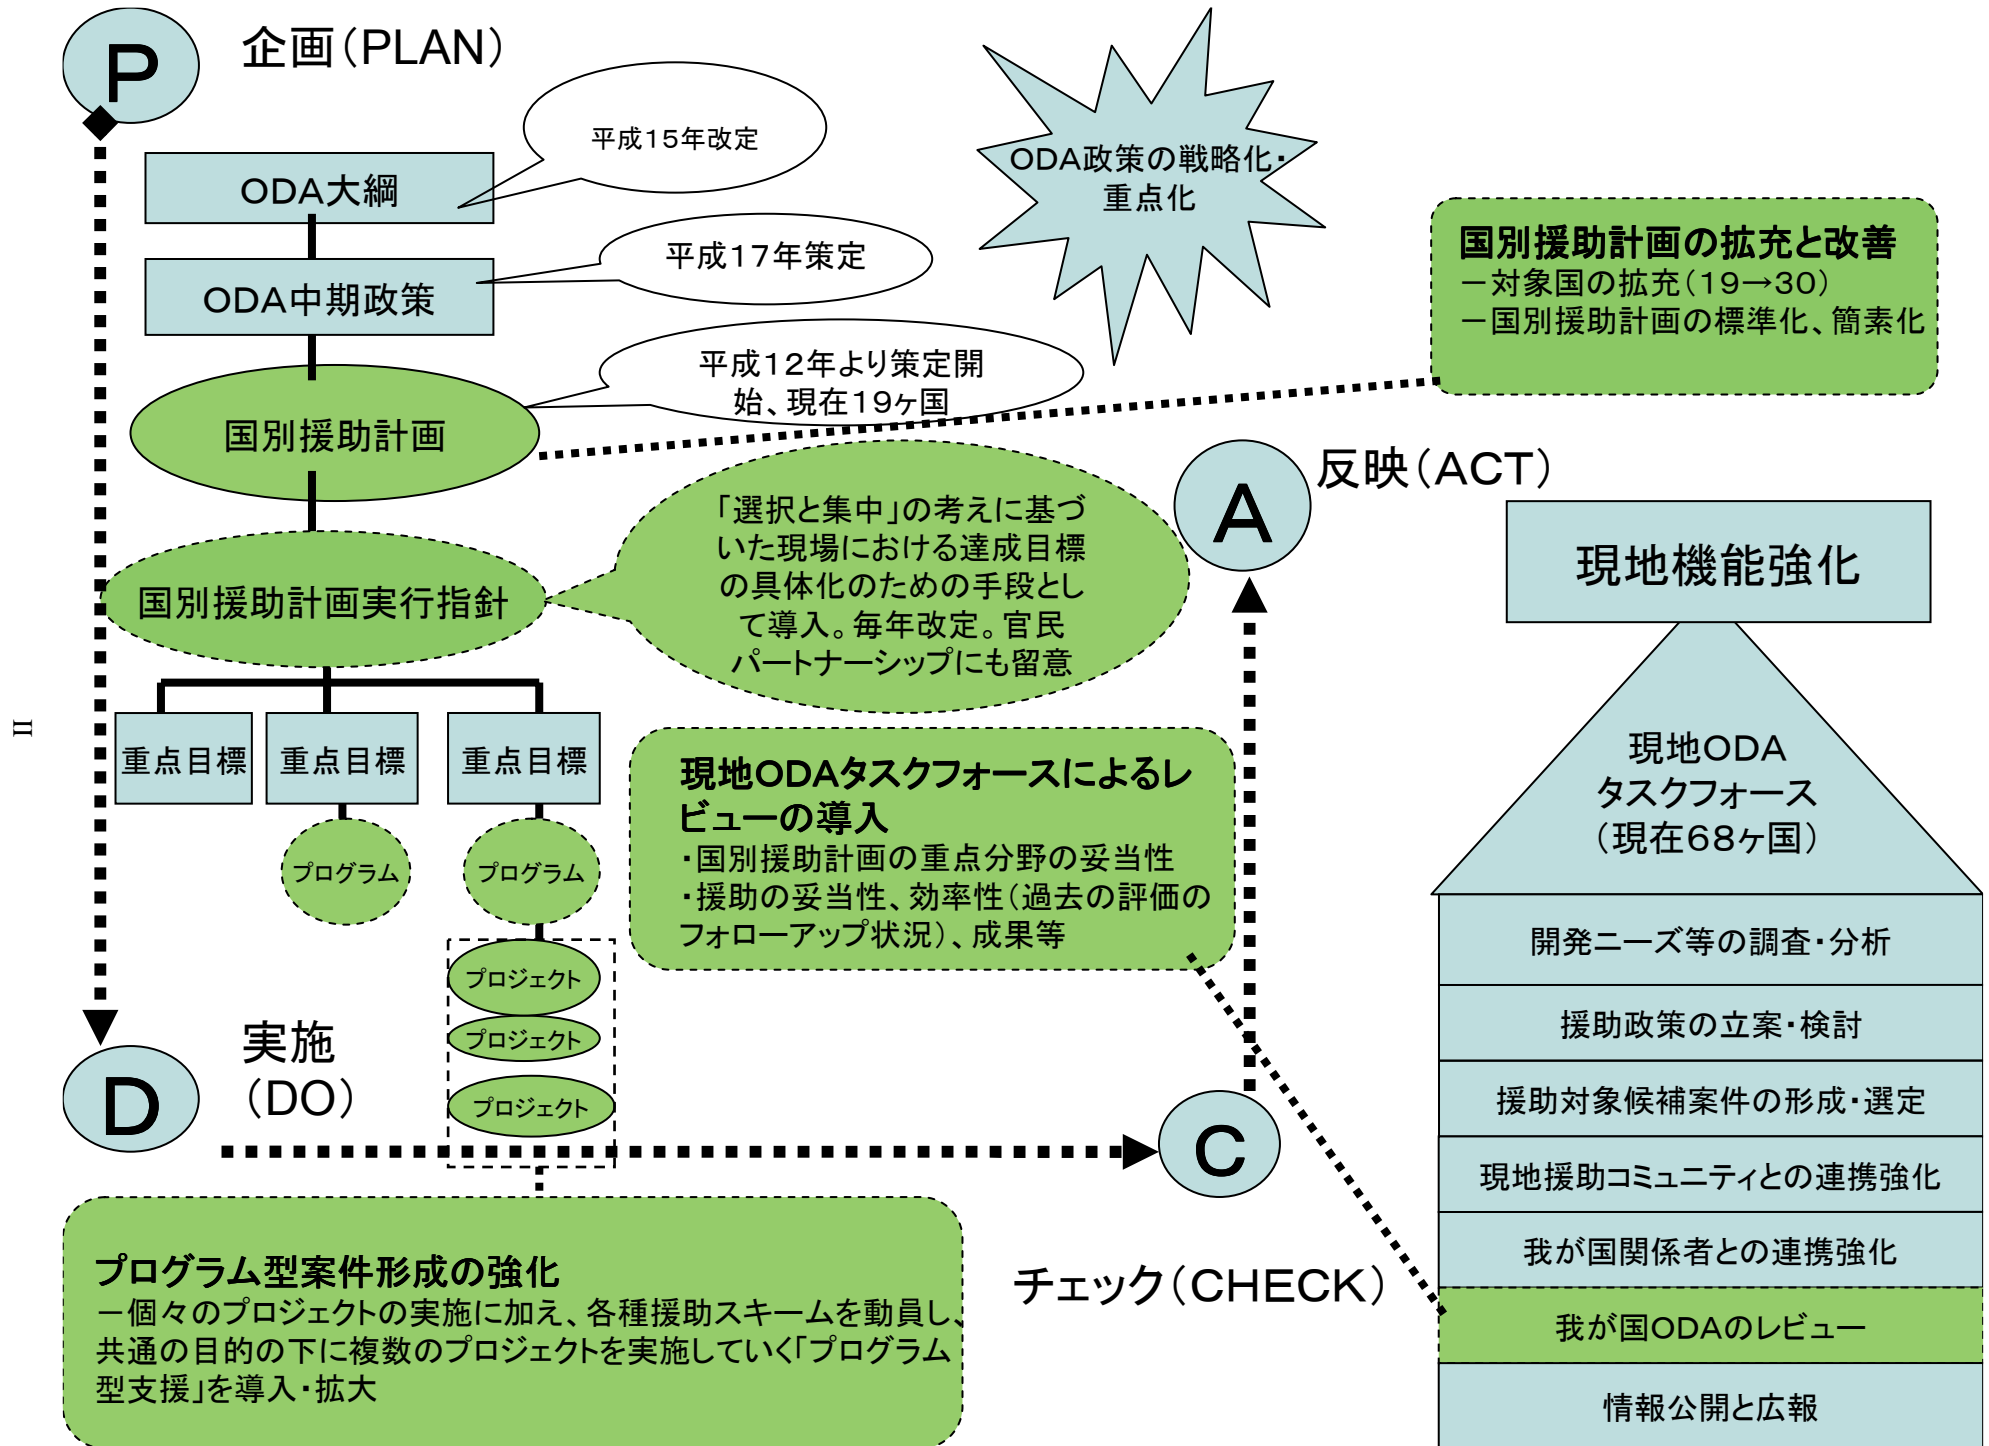 P
企画(PLAN)
平成15年改定
ODA大綱
ODA政策の戦略化・
重点化
平成17年策定
ODA中期政策
国別援助計画の拡充と改善
－対象国の拡充(19→30)
－国別援助計画の標準化、簡素化
平成12年より策定開
始、現在19ヶ国
国別援助計画
A
反映(ACT)
「選択と集中」の考えに基づ
いた現場における達成目標
の具体化のための手段とし
て導入。毎年改定。官民
パートナーシップにも留意
国別援助計画実行指針
現地機能強化
重点目標
重点目標
重点目標
現地ODAタスクフォースによるレ
ビューの導入
・国別援助計画の重点分野の妥当性
・援助の妥当性、効率性(過去の評価の
フォローアップ状況)、成果等
現地ODA
タスクフォース
(現在68ヶ国)
プログラム
プログラム
プロジェクト
プロジェクト
プロジェクト
開発ニーズ等の調査・分析
援助政策の立案・検討
援助対象候補案件の形成・選定
現地援助コミュニティとの連携強化
我が国関係者との連携強化
我が国ODAのレビュー
情報公開と広報
D
実施
(DO)
C
チェック(CHECK)
プログラム型案件形成の強化
－個々のプロジェクトの実施に加え、各種援助スキームを動員し、
共通の目的の下に複数のプロジェクトを実施していく「プログラム
型支援」を導入・拡大
II